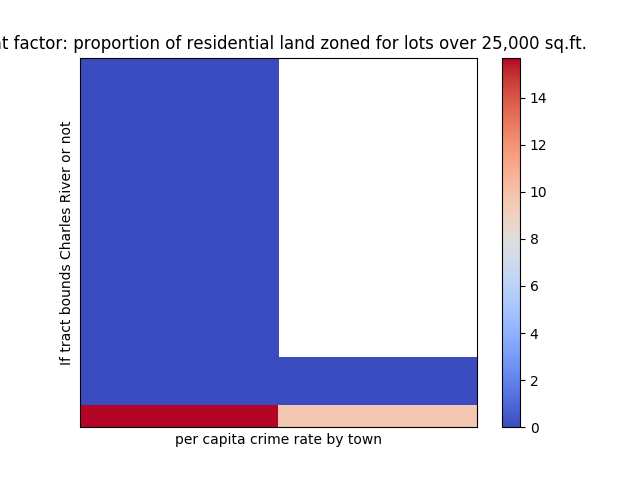 factor: proportion of residential land zoned for lots over 25,000 sq.ft.
If tract bounds Charles River or not
per capita crime rate by town
14
12
10
8
6
4
2
0